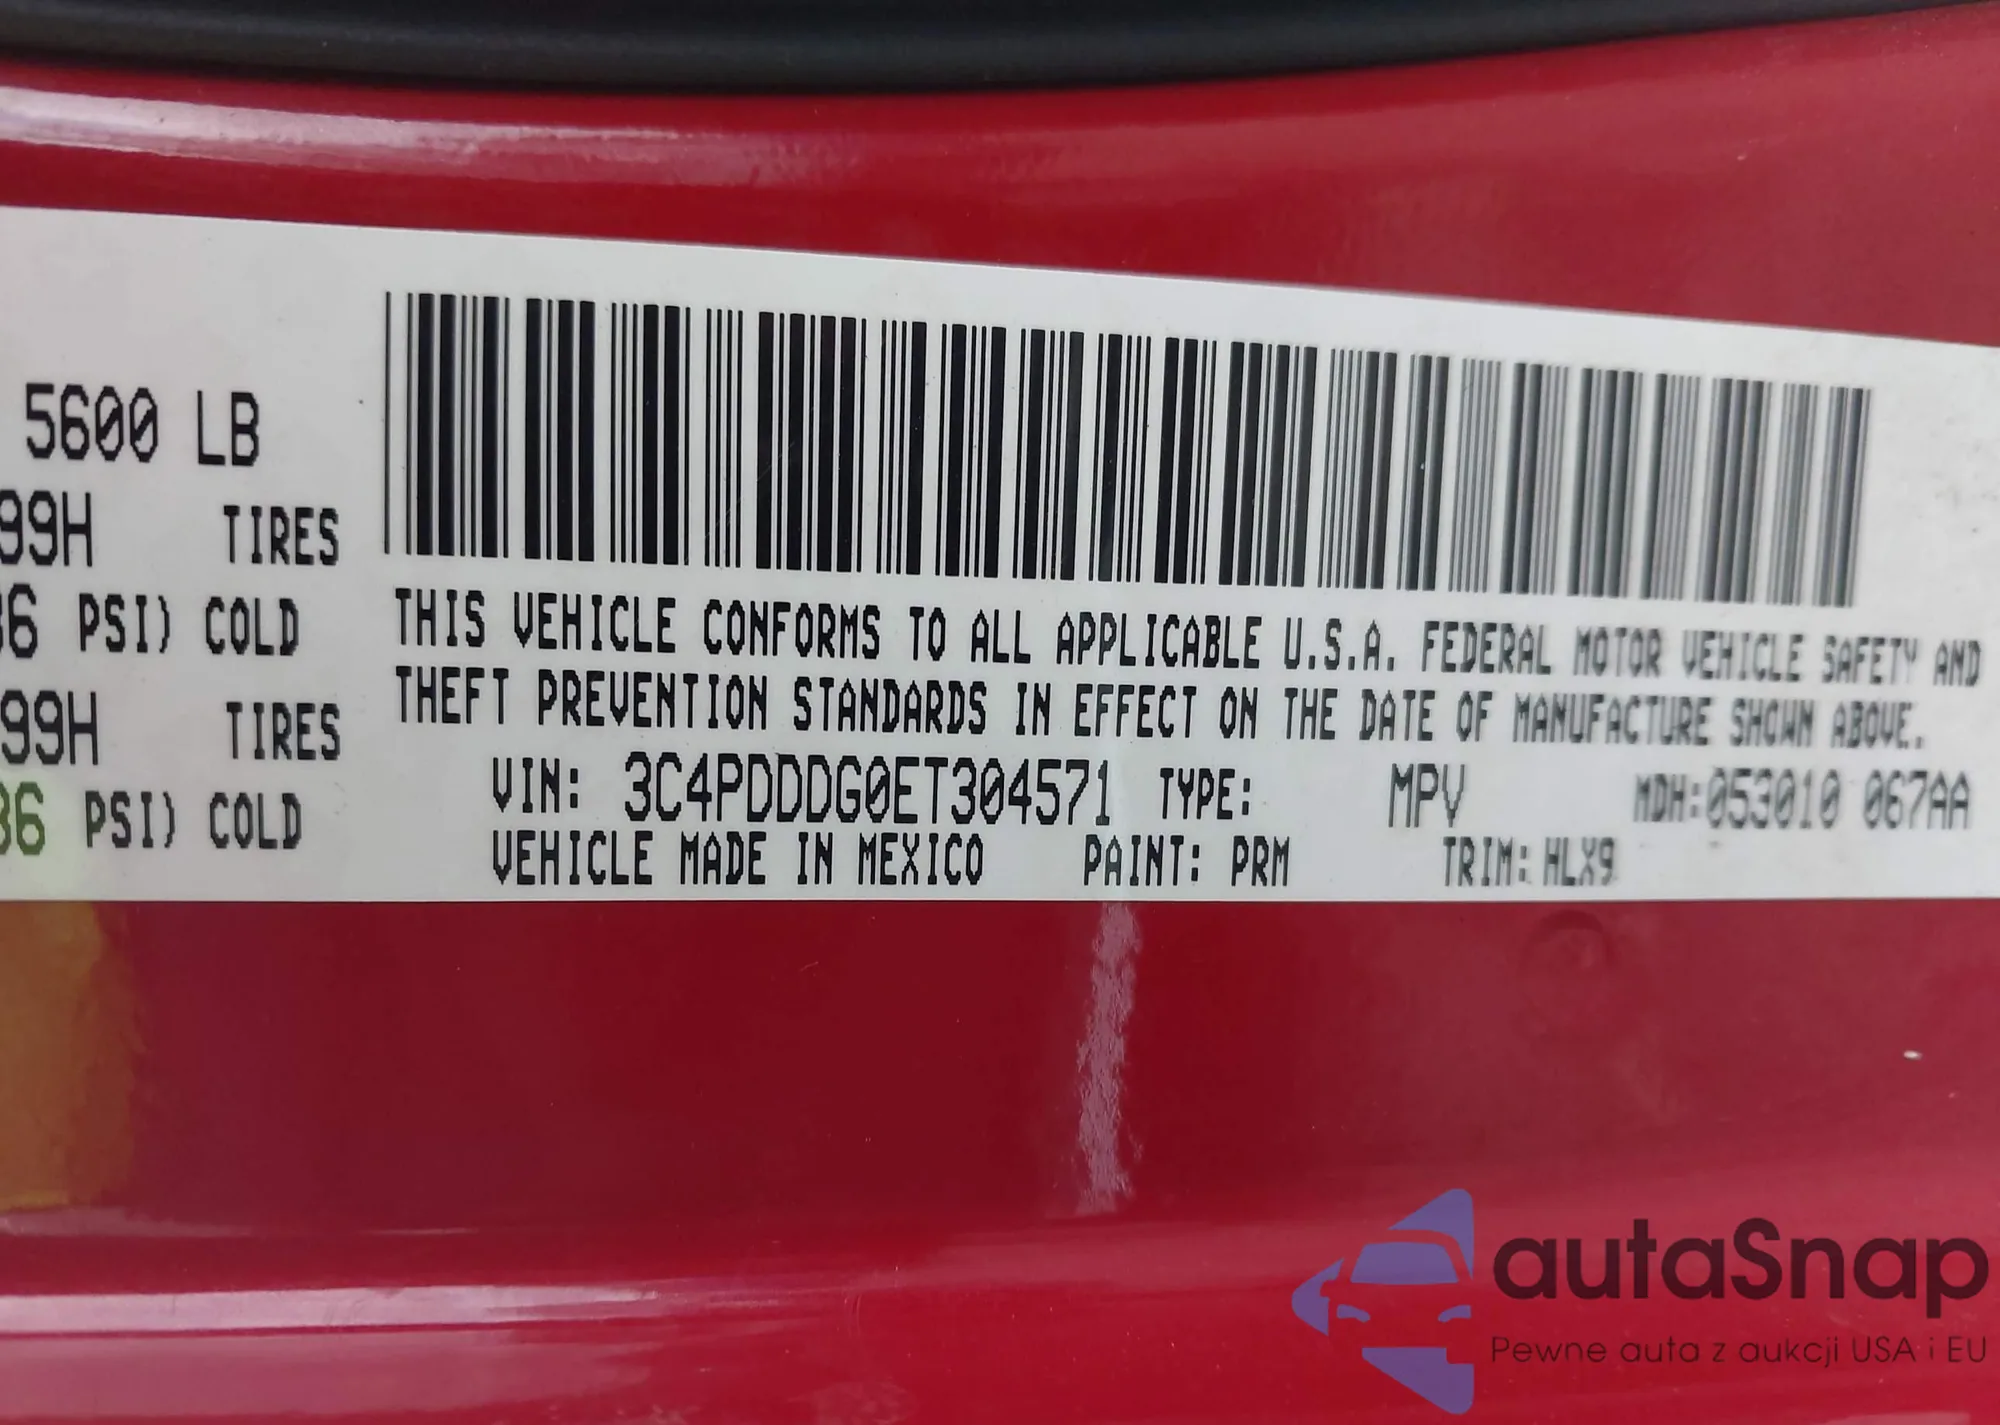 5600 LB
99H TIRES
36 PSI) COLD
99H TIRES
36 PSI) COLD
THIS VEHICLE CONFORMS TO ALL APPLICABLE U.S.A. FEDERAL MOTOR VEHICLE SAFETY AND
THEFT PREVENTION STANDARDS IN EFFECT ON THE DATE OF MANUFACTURE SHOWN ABOVE.
VIN: 3C4PDDDG0ET304571 TYPE: MPV MDH:053010 067AA
VEHICLE MADE IN MEXICO PAINT: PRM TRIM: HLX9
autaSnap
Pewne auta z aukcji USA i EU